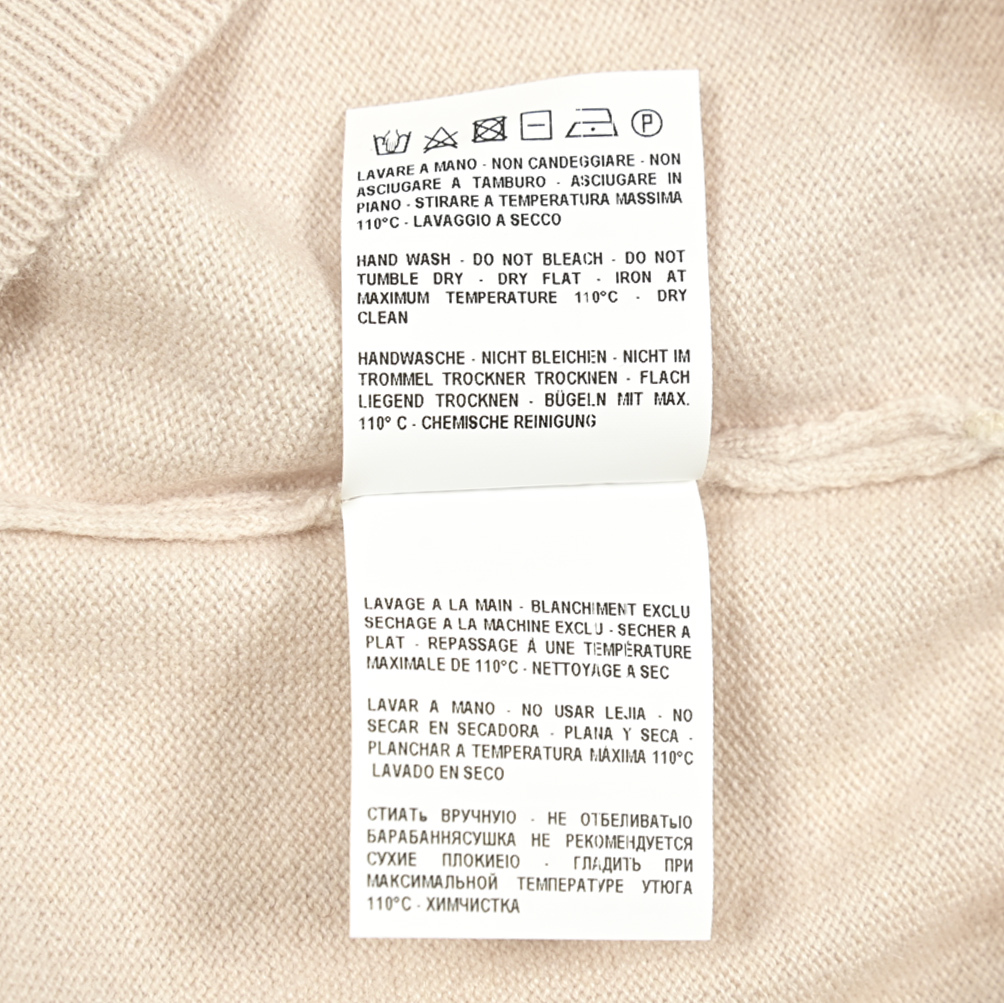 P
LAVARE A MANO - NON CANDEGGIARE - NON
ASCIUGARE A TAMBURO - ASCIUGARE IN
PIANO - STIRARE A TEMPERATURA MASSIMA
110°C - LAVAGGIO A SECCO
HAND WASH - DO NOT BLEACH - DO NOT
TUMBLE DRY - DRY FLAT - IRON AT
MAXIMUM TEMPERATURE 110°C - DRY
CLEAN
HANDWASCHE - NICHT BLEICHEN - NICHT IM
TROMMEL TROCKNER TROCKNEN - FLACH
LIEGEND TROCKNEN - BÜGELN MIT MAX.
110° C - CHEMISCHE REINIGUNG
LAVAGE A LA MAIN - BLANCHIMENT EXCLU
SECHAGE A LA MACHINE EXCLU - SECHER A
PLAT - REPASSAGE Á UNE TEMPÉRATURE
MAXIMALE DE 110°C - NETTOYAGE A SEC
LAVAR A MANO - NO USAR LEJIA - NO
SECAR EN SECADORA - PLANA Y SECA -
PLANCHAR A TEMPERATURA MÁXIMA 110°C
LAVADO EN SECO
СТИАТь ВРУЧНУЮ - НЕ ОТБЕЛИВАТЫО
БАРАБАННЯСУШКА НЕ РЕКОМЕНДУЕТСЯ
СУХИЕ ПЛОКИЕІО - ГЛАДИТЬ ПРИ
МАКСИМАЛЬНОЙ ТЕМПЕРАТУРЕ УТЮГА
110°C - ХИМЧИСТКА